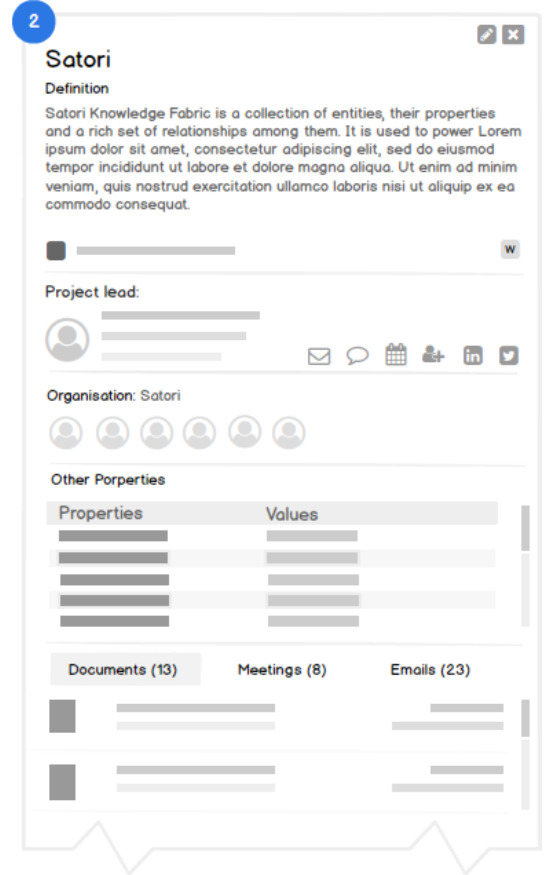 2
Satori
Definition
Satori Knowledge Fabric is a collection of entities, their properties
and a rich set of relationships among them. It is used to power Lorem
ipsum dolor sit amet, consectetur adipiscing elit, sed do eiusmod
tempor incididunt ut labore et dolore magna aliqua. Ut enim ad minim
veniam, quis nostrud exercitation ullamco laboris nisi ut aliquip ex ea
commodo consequat.
W
Project lead:
in
Organisation: Satori
Other Porperties
Properties Values
Documents (13) Meetings (8) Emails (23)